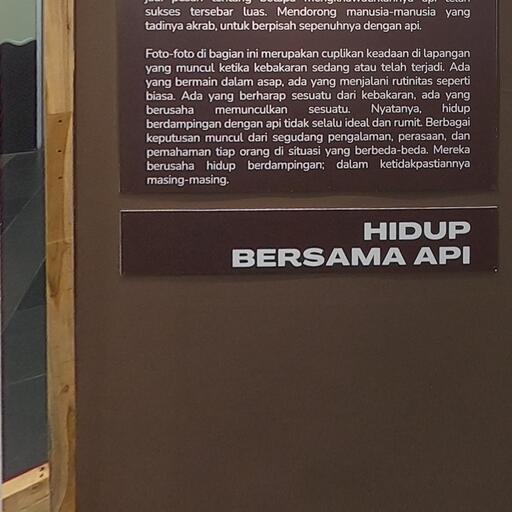 sukses tersebar luas. Mendorong manusia-manusia yang
tadinya akrab, untuk berpisah sepenuhnya dengan api.
Foto-foto di bagian ini merupakan cuplikan keadaan di lapangan
yang muncul ketika kebakaran sedang atau telah terjadi. Ada
yang bermain dalam asap, ada yang menjalani rutinitas seperti
biasa. Ada yang berharap sesuatu dari kebakaran, ada yang
berusaha memunculkan sesuatu. Nyatanya, hidup
berdampingan dengan api tidak selalu ideal dan rumit. Berbagai
keputusan muncul dari segudang pengalaman, perasaan, dan
pemahaman tiap orang di situasi yang berbeda-beda. Mereka
berusaha hidup berdampingan; dalam ketidakpastiannya
masing-masing.
HIDUP
BERSAMA API